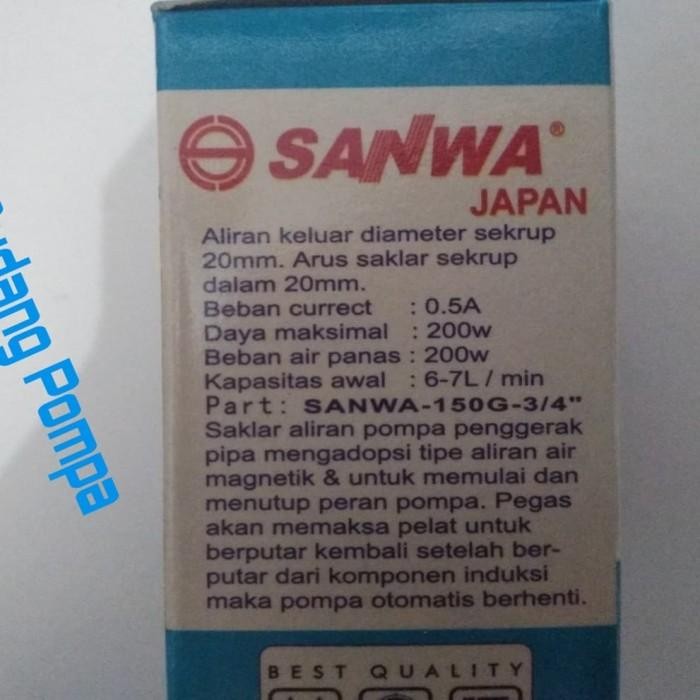 SANWA®
JAPAN
Aliran keluar diameter sekrup
20mm. Arus saklar sekrup
dalam 20mm.
Beban currect : 0.5A
Daya maksimal : 200w
Beban air panas : 200w
Kapasitas awal : 6-7L / min
Part: SANWA-150G-3/4"
Saklar aliran pompa penggerak
pipa mengadopsi tipe aliran air
magnetik & untuk memulai dan
menutup peran pompa. Pegas
akan memaksa pelat untuk
berputar kembali setelah ber-
putar dari komponen induksi
maka pompa otomatis berhenti.
BEST QUALITY
Pompa